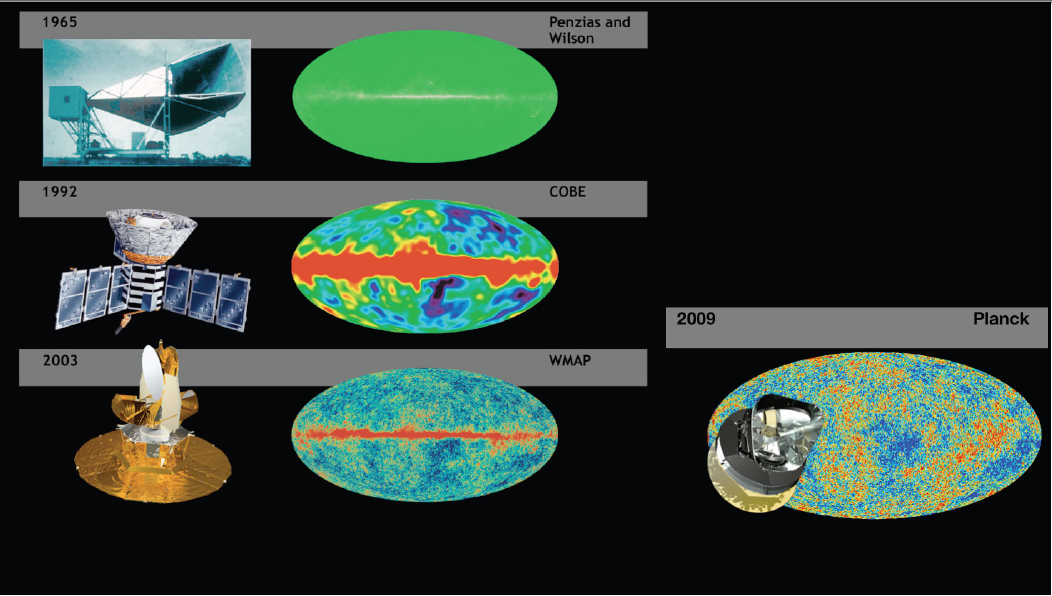 1965
Penzias and
Wilson
1992
COBE
2003
WMAP
2009
Planck